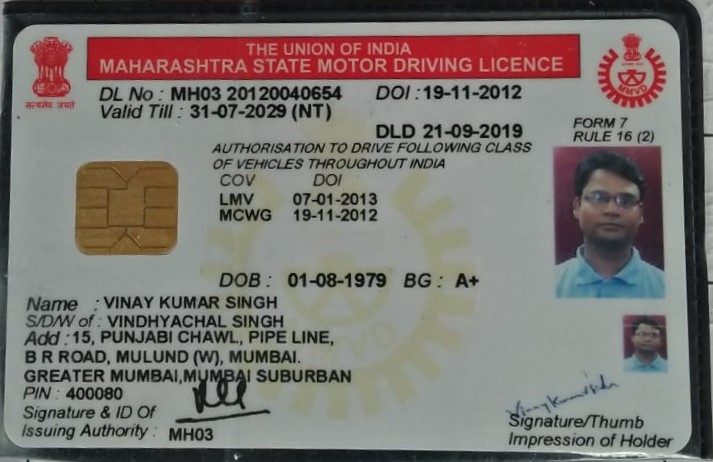 THE UNION OF INDIA
MAHARASHTRA STATE MOTOR DRIVING LICENCE
सत्यमेव जयते
MMVD
DL No : MH03 20120040654 DOI : 19-11-2012
Valid Till : 31-07-2029 (NT)
DLD 21-09-2019
FORM 7
RULE 16 (2)
AUTHORISATION TO DRIVE FOLLOWING CLASS
OF VEHICLES THROUGHOUT INDIA
COV DOI
LMV 07-01-2013
MCWG 19-11-2012
DOB : 01-08-1979 BG : A+
Name : VINAY KUMAR SINGH
S/D/W of : VINDHYACHAL SINGH
Add : 15, PUNJABI CHAWL, PIPE LINE,
B R ROAD, MULUND (W), MUMBAI.
GREATER MUMBAI,MUMBAI SUBURBAN
PIN : 400080
Signature & ID Of
Issuing Authority : MH03
Signature/Thumb
Impression of Holder